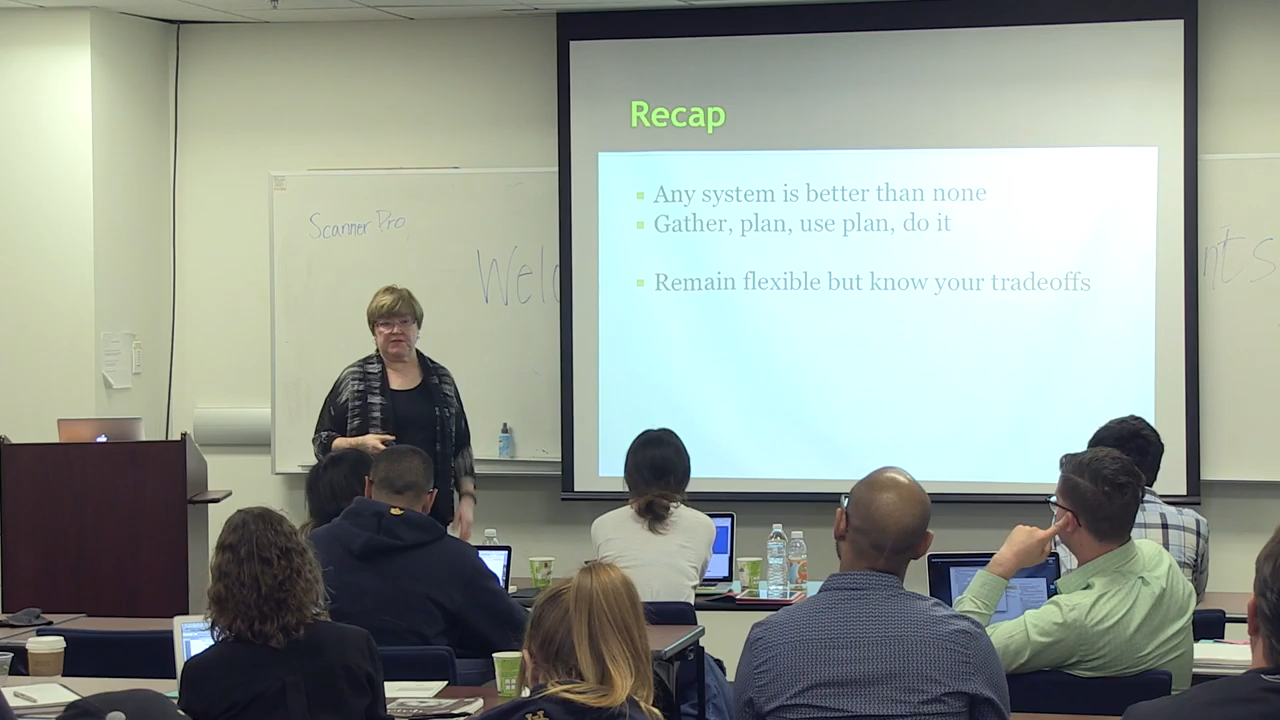 Recap
Any system is better than none
Gather, plan, use plan, do it
Remain flexible but know your tradeoffs
Scanner Pro
Welc
nts